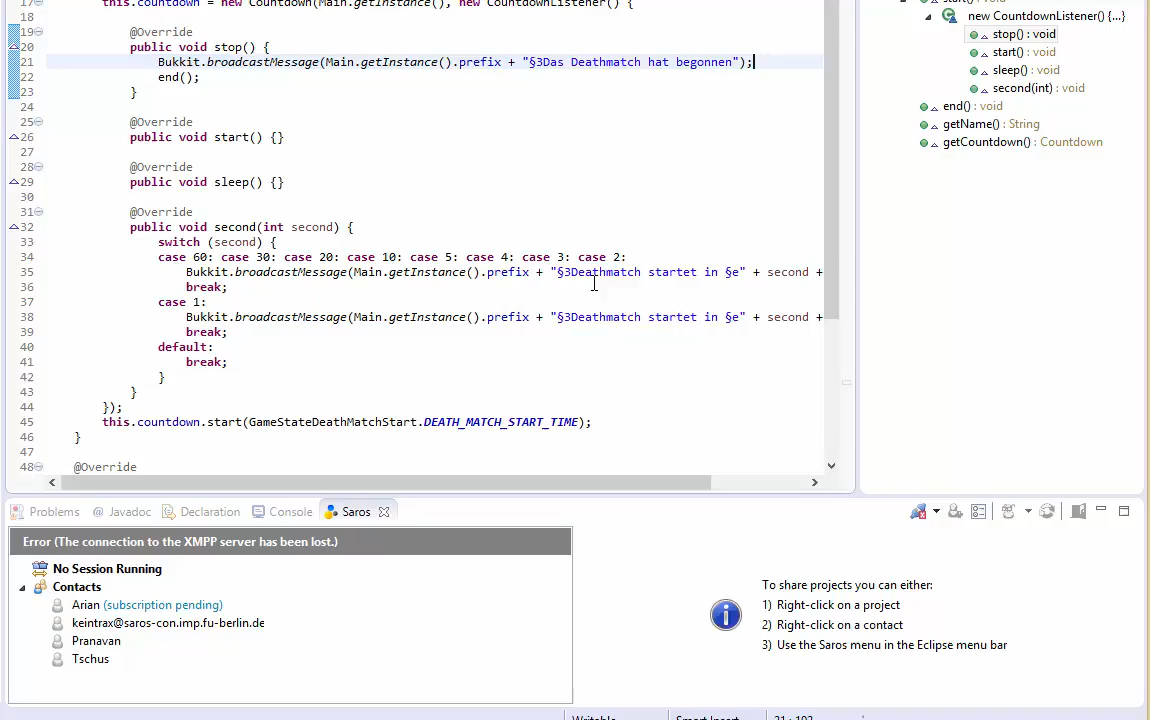 17 this.countdown = new Countdown(Main.getInstance(), new CountdownListener() {
18
19 @Override
20 public void stop() {
21 Bukkit.broadcastMessage(Main.getInstance().prefix + "§3Das Deathmatch hat begonnen");
22 end();
23 }
24
25 @Override
26 public void start() {}
27
28 @Override
29 public void sleep() {}
30
31 @Override
32 public void second(int second) {
33 switch (second) {
34 case 60: case 30: case 20: case 10: case 5: case 4: case 3: case 2:
35 Bukkit.broadcastMessage(Main.getInstance().prefix + "§3Deathmatch startet in §e" + second +
36 break;
37 case 1:
38 Bukkit.broadcastMessage(Main.getInstance().prefix + "§3Deathmatch startet in §e" + second +
39 break;
40 default:
41 break;
42 }
43 }
44 });
45 this.countdown.start(GameStateDeathMatchStart.DEATH_MATCH_START_TIME);
46 }
47
48 @Override
start() : void
new CountdownListener() {...}
stop() : void
start() : void
sleep() : void
second(int) : void
end() : void
getName() : String
getCountdown() : Countdown
Problems @ Javadoc Declaration Console Saros
Error (The connection to the XMPP server has been lost.)
No Session Running
Contacts
Arian (subscription pending)
keintrax@saros-con.imp.fu-berlin.de
Pranavan
Tschus
To share projects you can either:
1) Right-click on a project
2) Right-click on a contact
3) Use the Saros menu in the Eclipse menu bar
Writable Smart Insert 21 : 103